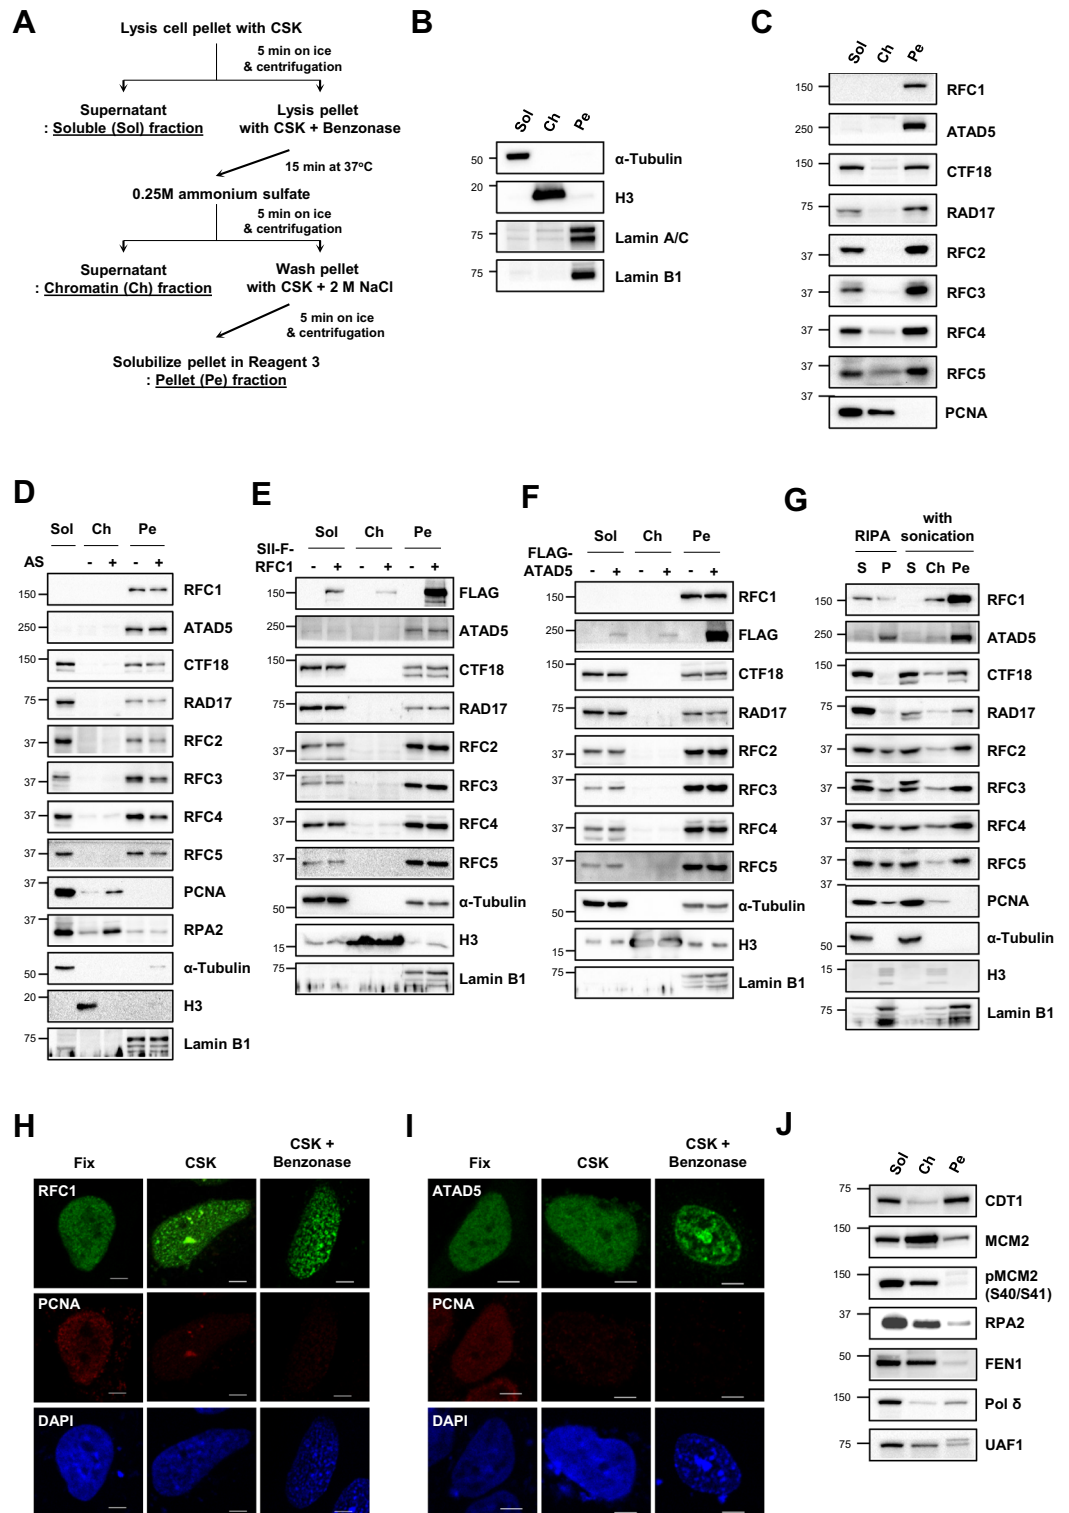 A
Lysis cell pellet with CSK
5 min on ice
& centrifugation
Supernatant
: Soluble (Sol) fraction
Lysis pellet
with CSK + Benzonase
15 min at 37°C
0.25M ammonium sulfate
5 min on ice
& centrifugation
Supernatant
: Chromatin (Ch) fraction
Wash pellet
with CSK + 2 M NaCl
5 min on ice
& centrifugation
Solubilize pellet in Reagent 3
: Pellet (Pe) fraction
B
Sol Ch Pe
50 α-Tubulin
20 H3
75 Lamin A/C
75 Lamin B1
C
Sol Ch Pe
150 RFC1
250 ATAD5
150 CTF18
75 RAD17
37 RFC2
37 RFC3
37 RFC4
37 RFC5
37 PCNA
D
Sol Ch Pe
AS - + - +
150 RFC1
250 ATAD5
150 CTF18
75 RAD17
37 RFC2
37 RFC3
37 RFC4
37 RFC5
37 PCNA
37 RPA2
50 α-Tubulin
20 H3
75 Lamin B1
E
Sol Ch Pe
SII-F-
RFC1 - + - + - +
150 FLAG
250 ATAD5
150 CTF18
75 RAD17
37 RFC2
37 RFC3
37 RFC4
37 RFC5
50 α-Tubulin
15 H3
75 Lamin B1
F
Sol Ch Pe
FLAG-
ATAD5 - + - + - +
150 RFC1
250 FLAG
150 CTF18
75 RAD17
37 RFC2
37 RFC3
37 RFC4
37 RFC5
50 α-Tubulin
15 H3
75 Lamin B1
G
with
RIPA sonication
S P S Ch Pe
150 RFC1
250 ATAD5
150 CTF18
75 RAD17
37 RFC2
37 RFC3
37 RFC4
37 RFC5
37 PCNA
50 α-Tubulin
15 H3
75 Lamin B1
H
Fix CSK CSK +
Benzonase
RFC1
PCNA
DAPI
I
Fix CSK CSK +
Benzonase
ATAD5
PCNA
DAPI
J
Sol Ch Pe
75 CDT1
150 MCM2
150 pMCM2
(S40/S41)
37 RPA2
50 FEN1
150 Pol δ
75 UAF1